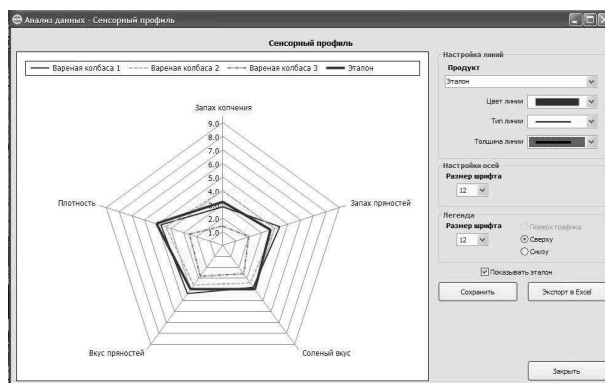 Анализ данных - Сенсорный профиль
Сенсорный профиль
Вареная колбаса 1 Вареная колбаса 2 Вареная колбаса 3 Эталон
Запах копчения
9.0
8.0
7.0
6.0
5.0
4.0
3.0
2.0
1.0
Плотность
Запах пряностей
Вкус пряностей
Соленый вкус
Настройка линий
Продукт
Эталон
Цвет линии
Тип линии
Толщина линии
Настройки осей
Размер шрифта
12
Легенда
Размер шрифта
Поверх графика
12
Сверху
Снизу
Показывать эталон
Сохранить
Экспорт в Excel
Закрыть